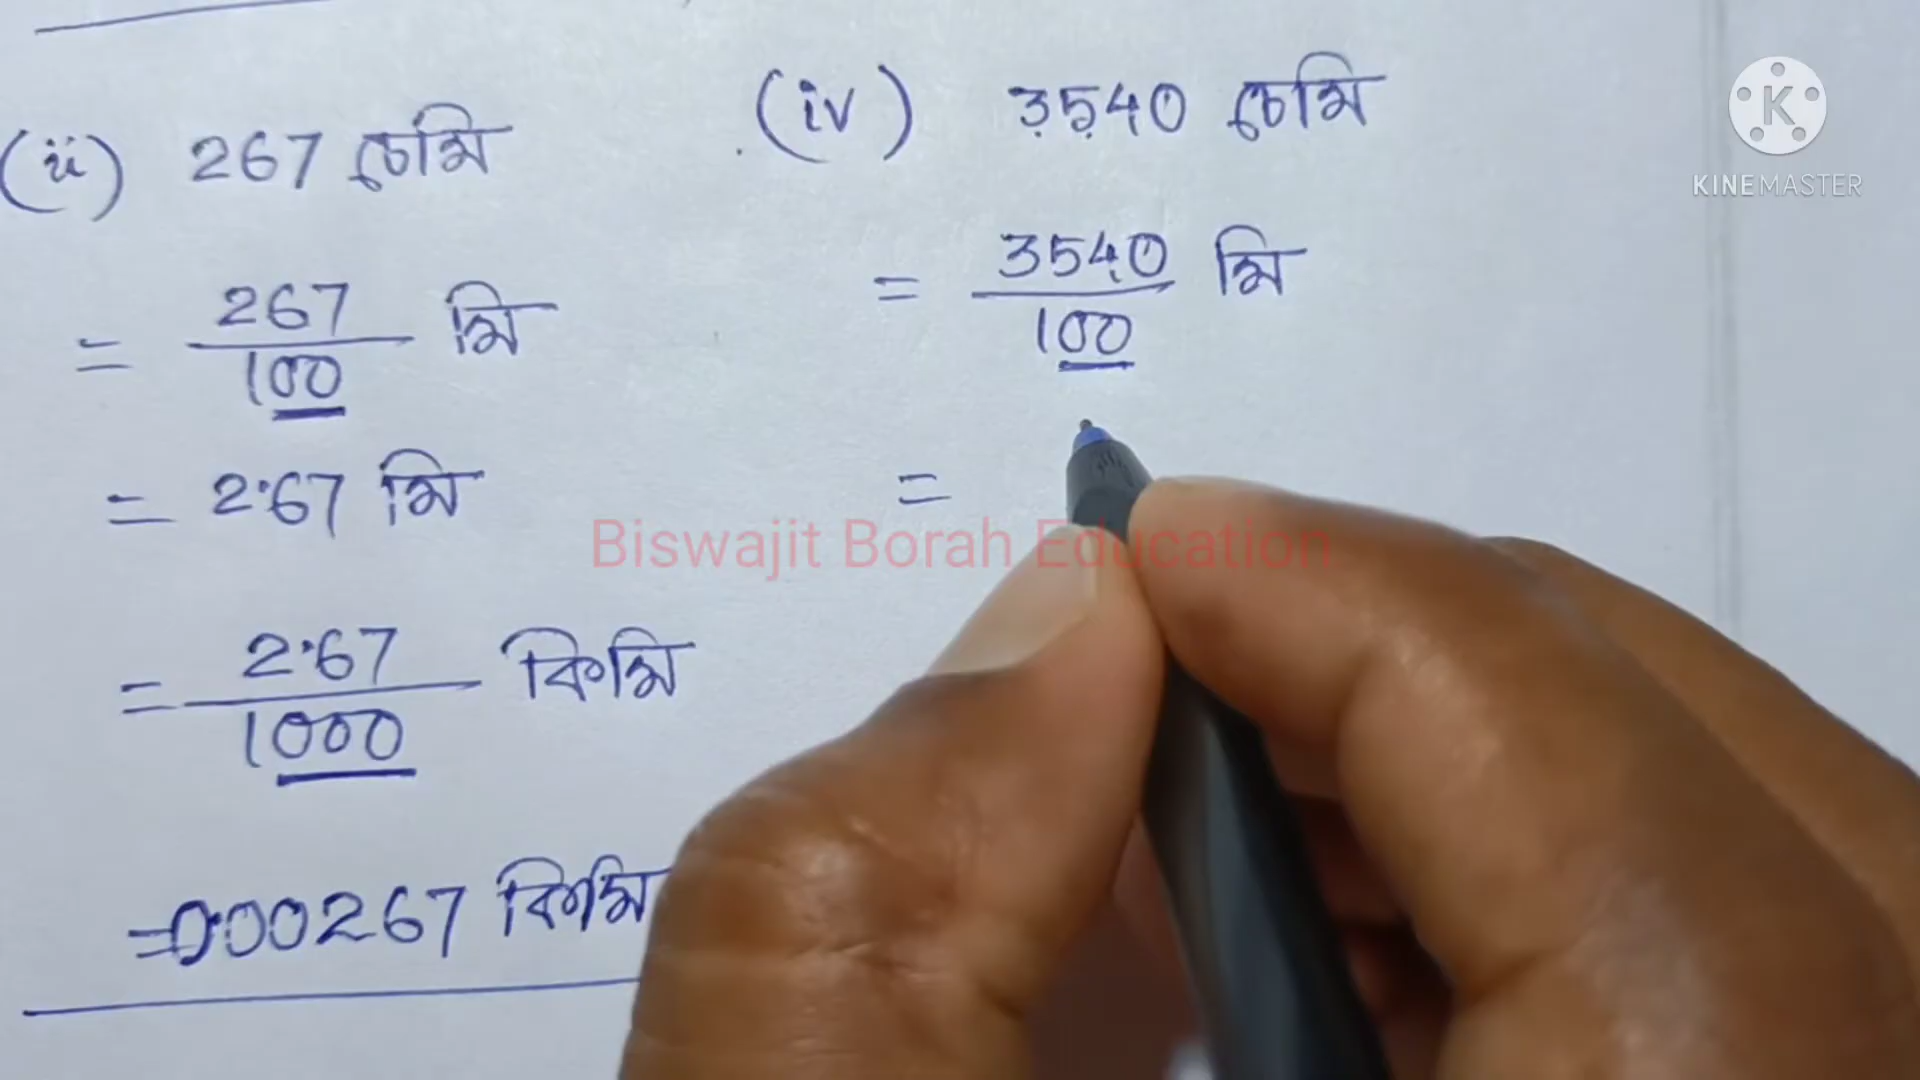 (ii) 267 চেমি
= 267/100 মি
= 2·67 মি
= 2·67/1000 কিমি
=0·00267 কিমি
(iv) 3540 চেমি
= 3540/100 মি
=
KINEMASTER
Biswajit Borah Education